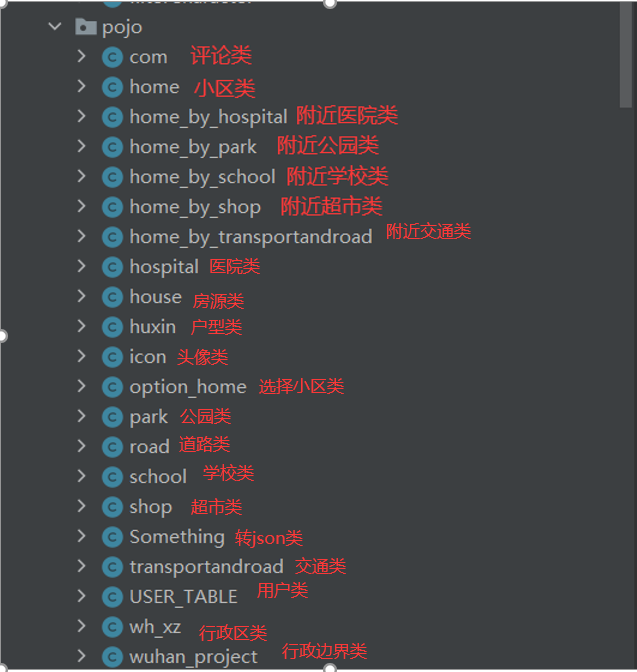 pojo
com 评论类
home 小区类
home_by_hospital 附近医院类
home_by_park 附近公园类
home_by_school 附近学校类
home_by_shop 附近超市类
home_by_transportandroad 附近交通类
hospital 医院类
house 房源类
huxin 户型类
icon 头像类
option_home 选择小区类
park 公园类
road 道路类
school 学校类
shop 超市类
Something 转json类
transportandroad 交通类
USER_TABLE 用户类
wh_xz 行政区类
wuhan_project 行政边界类